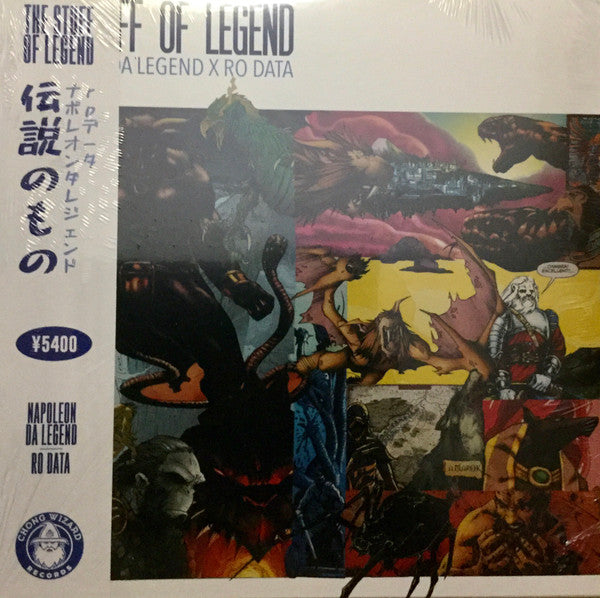 THE STUFF
OF LEGEND
FF OF LEGEND
DA LEGEND X RO DATA
ロデータ
ナポレオンダレジェンド
伝説のもの
EXCELLENT!
¥5400
NAPOLEON
DA LEGEND
RO DATA
CHONG WIZARD
RECORDS